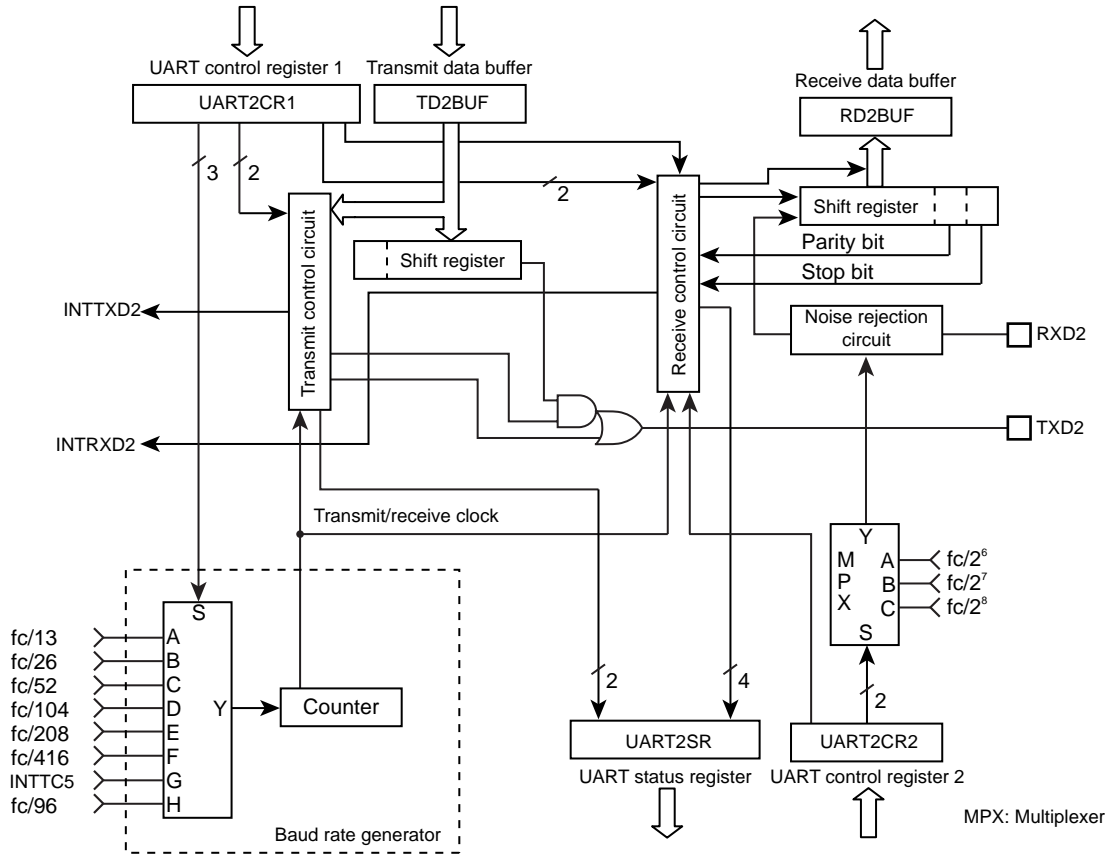 UART control register 1
Transmit data buffer
Receive data buffer
UART2CR1
TD2BUF
RD2BUF
3
2
2
Transmit control circuit
Shift register
Receive control circuit
Shift register
Parity bit
Stop bit
INTTXD2
Noise rejection
circuit
RXD2
INTRXD2
TXD2
Transmit/receive clock
Y
M
P
X
A
B
C
S
fc/2⁶
fc/2⁷
fc/2⁸
S
fc/13
A
fc/26
B
fc/52
C
fc/104
D
Y
Counter
fc/208
E
fc/416
F
INTTC5
G
fc/96
H
Baud rate generator
2
4
2
UART2SR
UART status register
UART2CR2
UART control register 2
MPX: Multiplexer